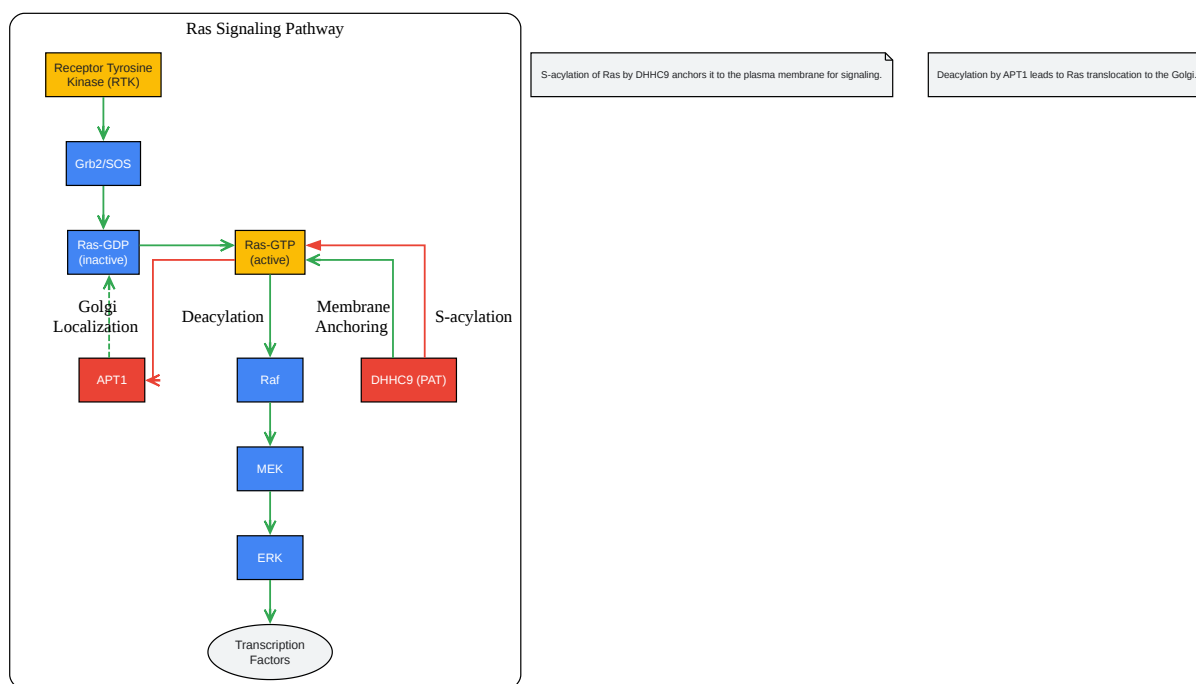 Ras Signaling Pathway
Receptor Tyrosine
Kinase (RTK)
S-acylation of Ras by DHHC9 anchors it to the plasma membrane for signaling.
Deacylation by APT1 leads to Ras translocation to the Golgi.
Grb2/SOS
Ras-GDP
(inactive)
Ras-GTP
(active)
Golgi
Localization
Deacylation
Membrane
Anchoring
S-acylation
APT1
Raf
DHHC9 (PAT)
MEK
ERK
Transcription
Factors